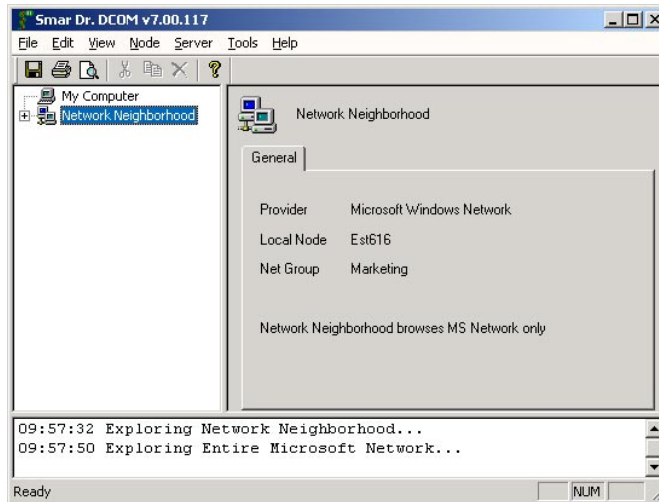 Smar Dr. DCOM v7.00.117
File Edit View Node Server Tools Help
My Computer
Network Neighborhood
Network Neighborhood
General
Provider Microsoft Windows Network
Local Node Est616
Net Group Marketing
Network Neighborhood browses MS Network only
09:57:32 Exploring Network Neighborhood...
09:57:50 Exploring Entire Microsoft Network...
Ready NUM